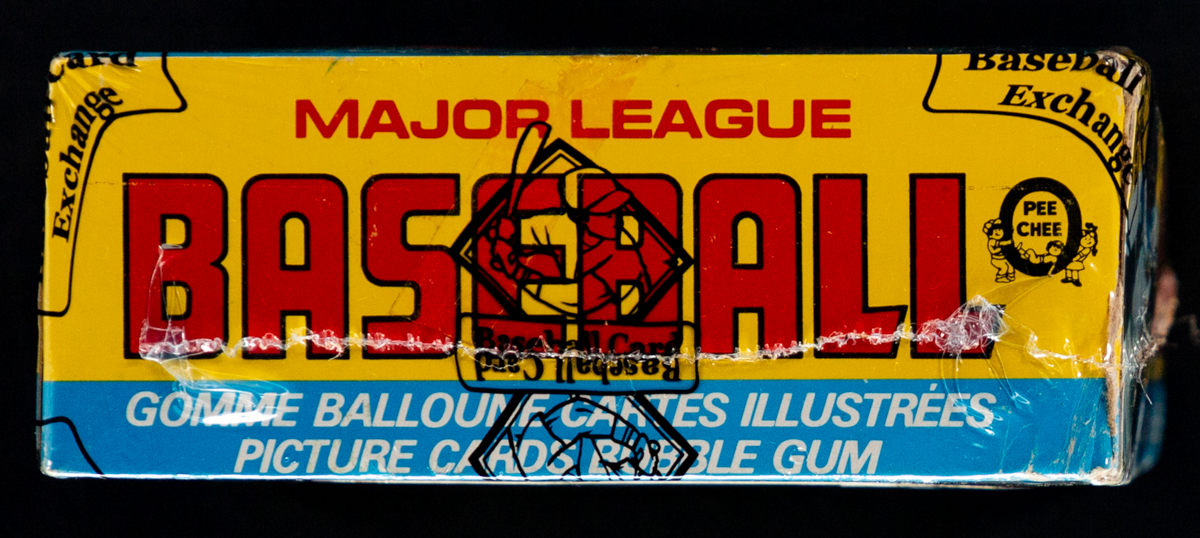 Card
Exchange
Baseball
Exchange
MAJOR LEAGUE
BASEBALL
PEE
CHEE
Baseball Card
Baseball Card
GOMME BALLOUNE CARTES ILLUSTRÉES
PICTURE CARDS BUBBLE GUM